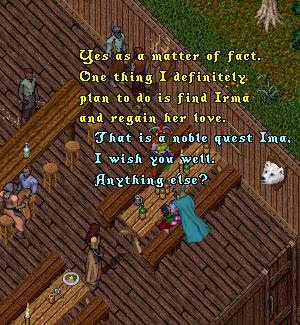 Yes as a matter of fact.
One thing I definitely
plan to do is find Irma
and regain her love.
That is a noble quest Ima,
I wish you well.
Anything else?